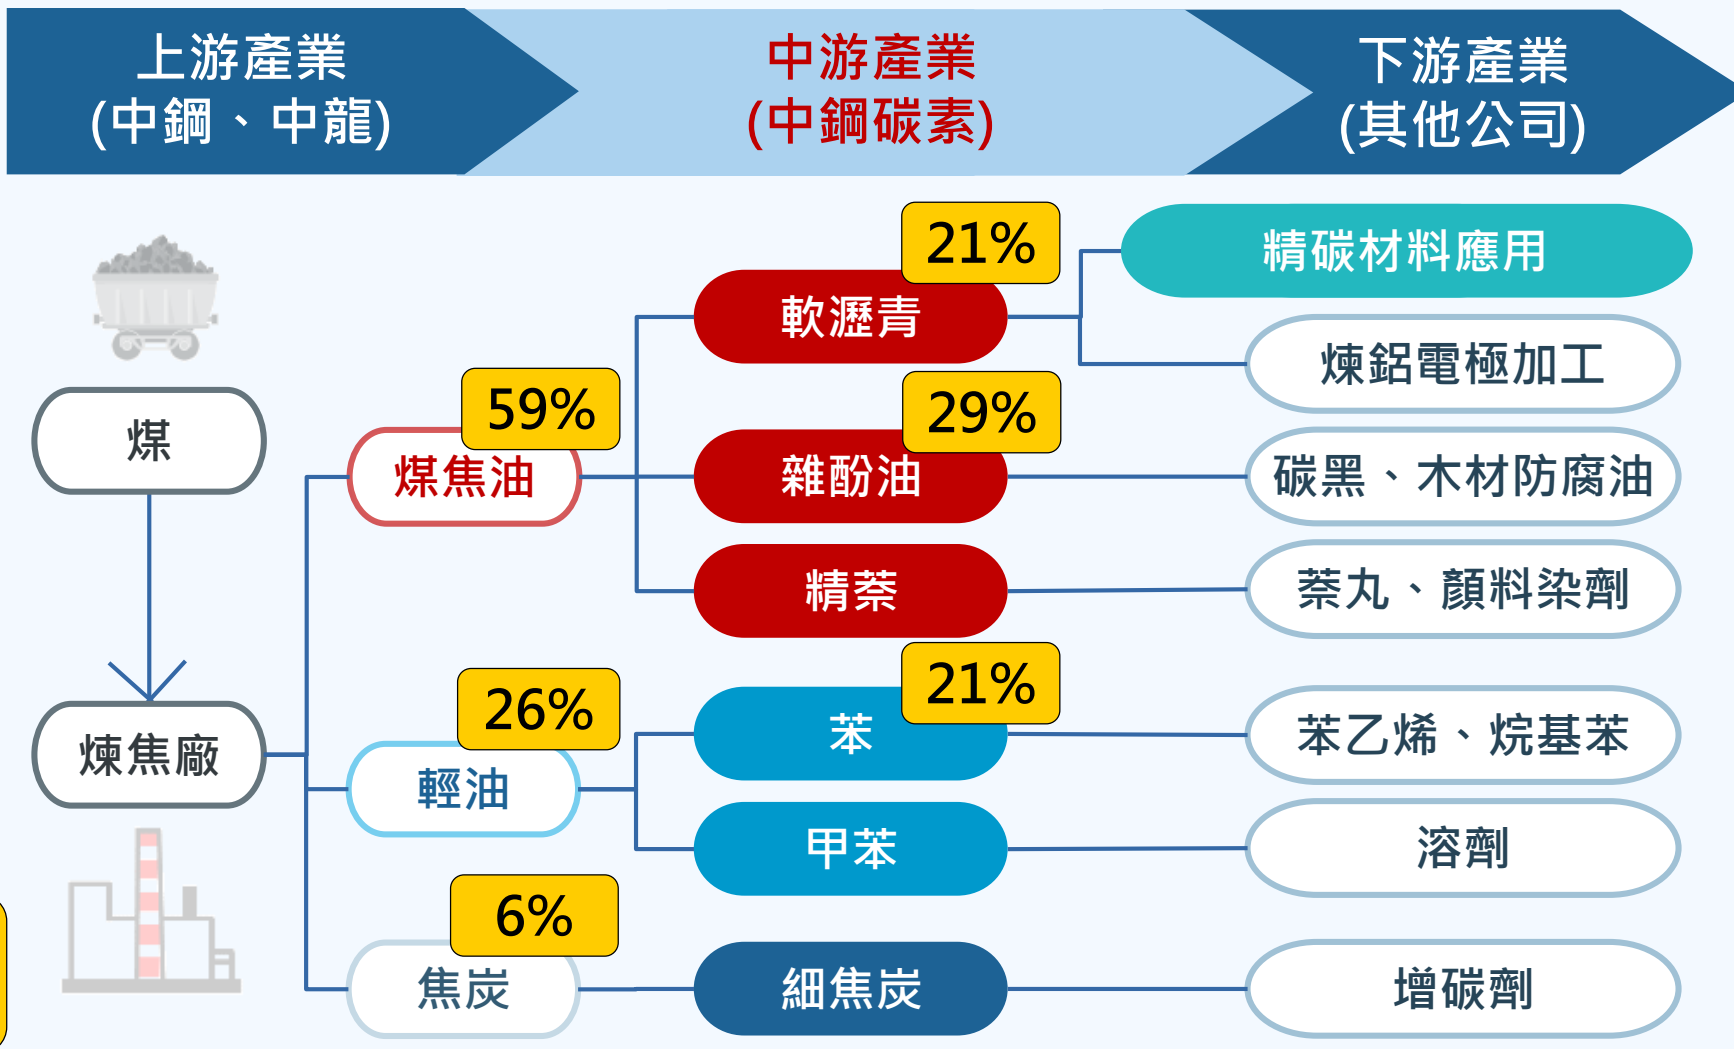 上游產業
(中鋼、中龍)
中游產業
(中鋼碳素)
下游產業
(其他公司)
煤
煉焦廠
59%
煤焦油
26%
輕油
6%
焦炭
21%
軟瀝青
29%
雜酚油
精萘
21%
苯
甲苯
細焦炭
精碳材料應用
煉鋁電極加工
碳黑、木材防腐油
萘丸、顏料染劑
苯乙烯、烷基苯
溶劑
增碳劑